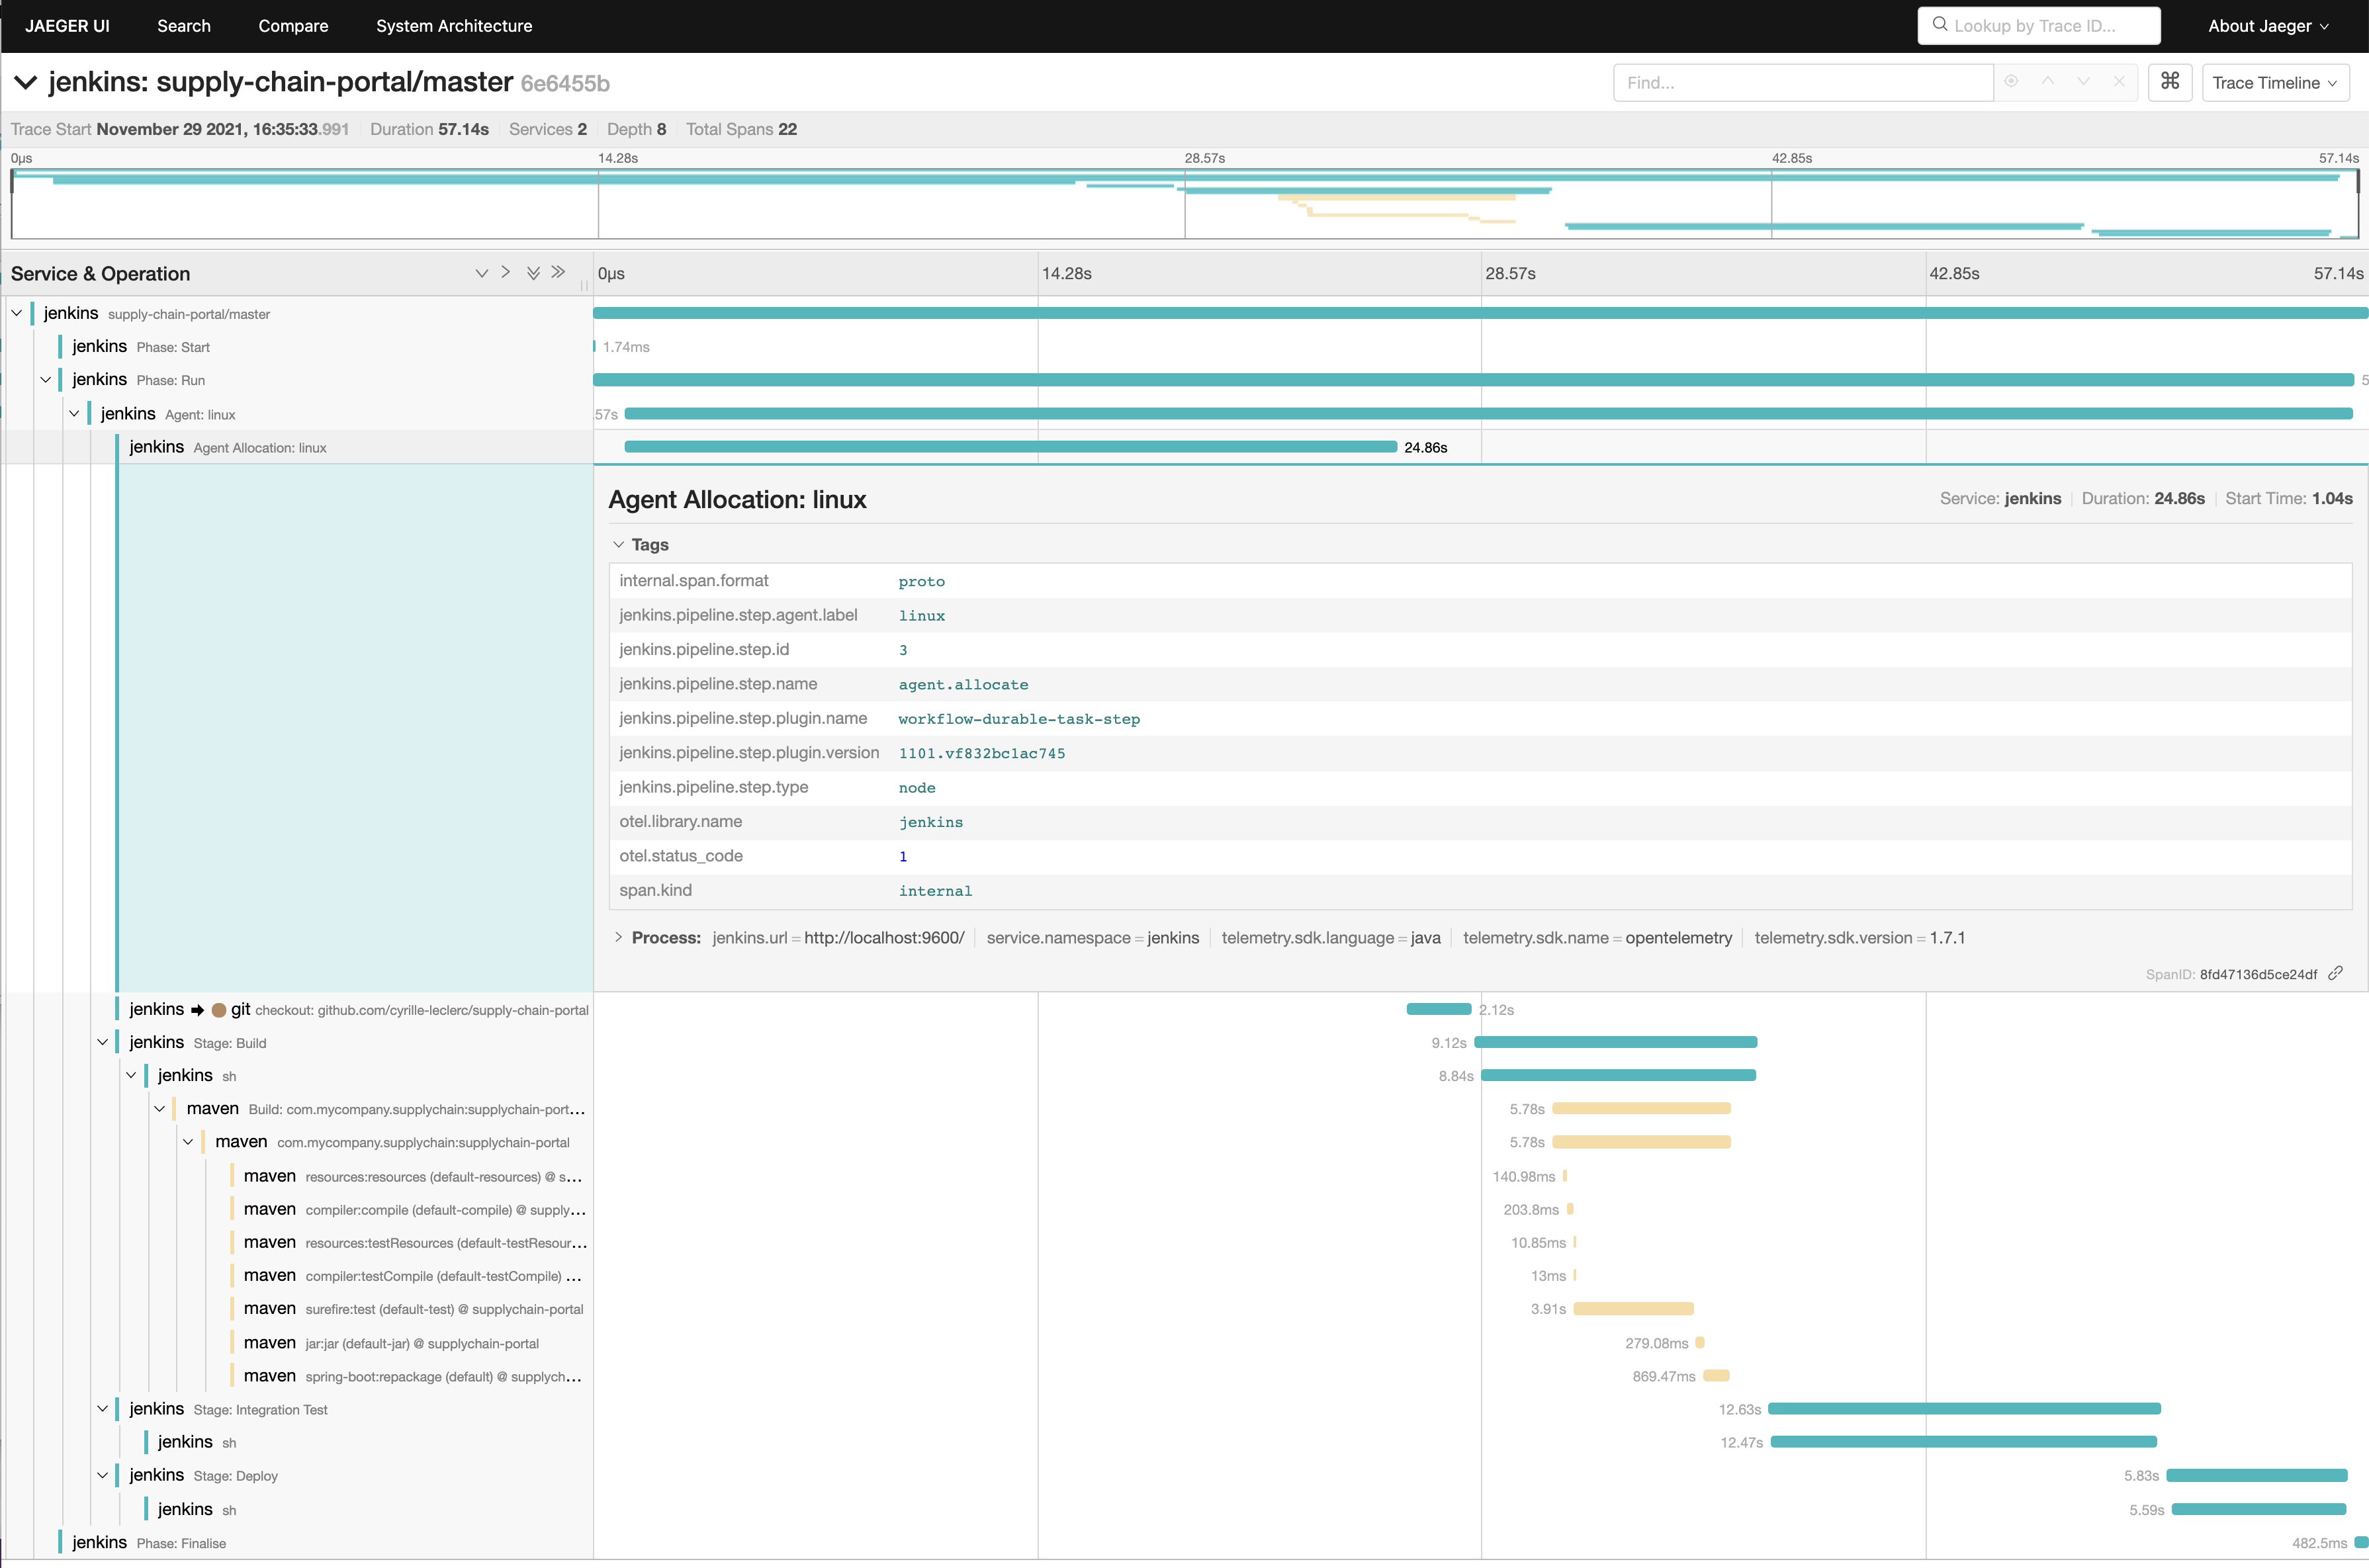 JAEGER UI Search Compare System Architecture Lookup by Trace ID... About Jaeger
jenkins: supply-chain-portal/master 6e6455b Find... ⌘ Trace Timeline
Trace Start November 29 2021, 16:35:33.991 Duration 57.14s Services 2 Depth 8 Total Spans 22
0μs 14.28s 28.57s 42.85s 57.14s
Service & Operation 0μs 14.28s 28.57s 42.85s 57.14s
jenkins supply-chain-portal/master
jenkins Phase: Start 1.74ms
jenkins Phase: Run 5
jenkins Agent: linux .57s
jenkins Agent Allocation: linux 24.86s
Agent Allocation: linux Service: jenkins Duration: 24.86s Start Time: 1.04s
Tags
internal.span.format proto
jenkins.pipeline.step.agent.label linux
jenkins.pipeline.step.id 3
jenkins.pipeline.step.name agent.allocate
jenkins.pipeline.step.plugin.name workflow-durable-task-step
jenkins.pipeline.step.plugin.version 1101.vf832bc1ac745
jenkins.pipeline.step.type node
otel.library.name jenkins
otel.status_code 1
span.kind internal
Process: jenkins.url = http://localhost:9600/ service.namespace = jenkins telemetry.sdk.language = java telemetry.sdk.name = opentelemetry telemetry.sdk.version = 1.7.1
SpanID: 8fd47136d5ce24df
jenkins git checkout: github.com/cyrille-leclerc/supply-chain-portal 2.12s
jenkins Stage: Build 9.12s
jenkins sh 8.84s
maven Build: com.mycompany.supplychain:supplychain-port... 5.78s
maven com.mycompany.supplychain:supplychain-portal 5.78s
maven resources:resources (default-resources) @ s... 140.98ms
maven compiler:compile (default-compile) @ supply... 203.8ms
maven resources:testResources (default-testResour... 10.85ms
maven compiler:testCompile (default-testCompile) ... 13ms
maven surefire:test (default-test) @ supplychain-portal 3.91s
maven jar:jar (default-jar) @ supplychain-portal 279.08ms
maven spring-boot:repackage (default) @ supplych... 869.47ms
jenkins Stage: Integration Test 12.63s
jenkins sh 12.47s
jenkins Stage: Deploy 5.83s
jenkins sh 5.59s
jenkins Phase: Finalise 482.5ms